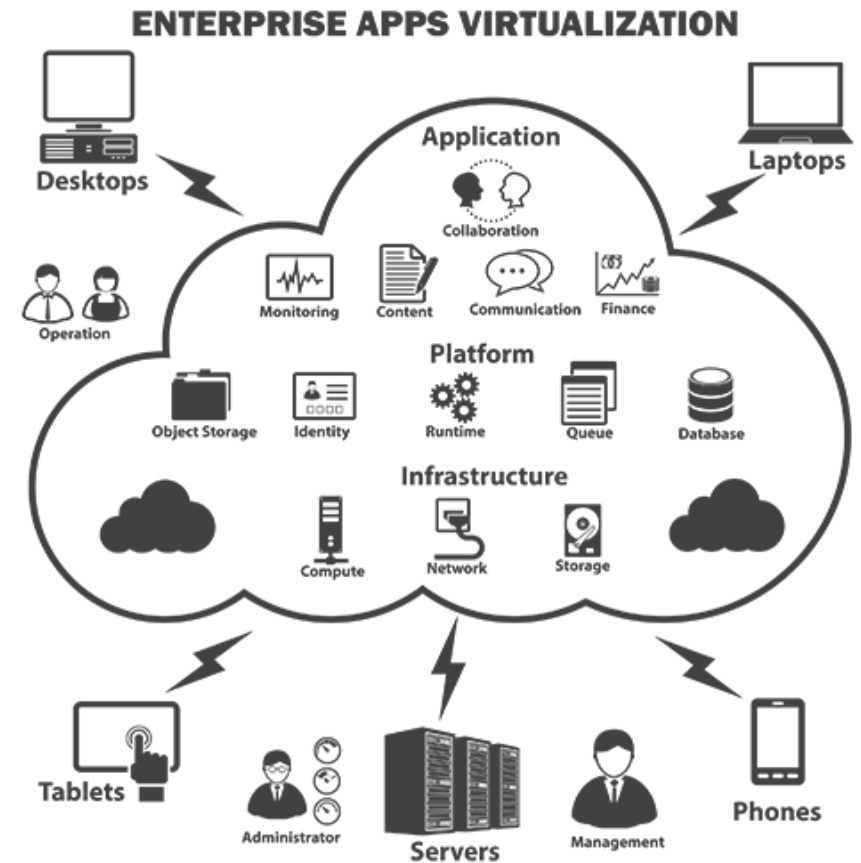 ENTERPRISE APPS VIRTUALIZATION
Desktops
Laptops
Application
Collaboration
Operation
Monitoring
Content
Communication
Finance
Platform
Object Storage
Identity
Runtime
Queue
Database
Infrastructure
Compute
Network
Storage
Tablets
Administrator
Servers
Management
Phones